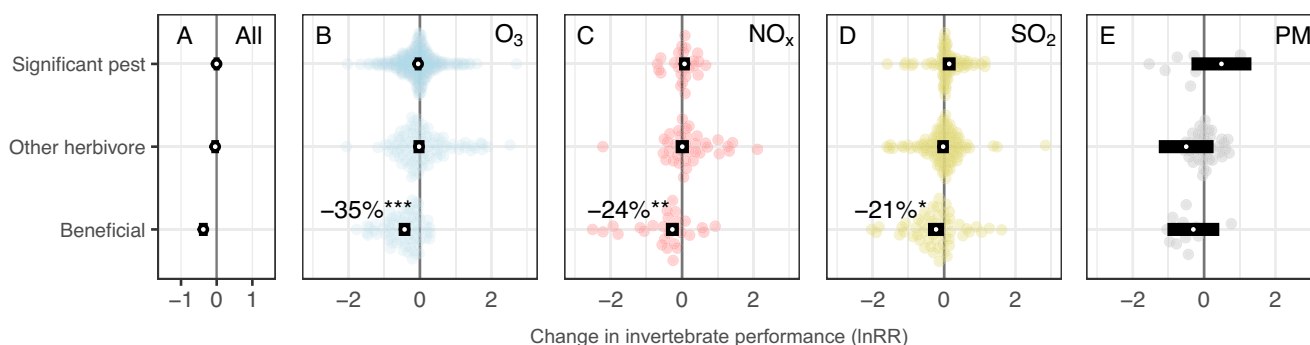 A All
B O₃
C NOₓ
D SO₂
E PM
Significant pest
Other herbivore
Beneficial
−35%***
−24%**
−21%*
−1 0 1
−2 0 2
−2 0 2
−2 0 2
−2 0 2
Change in invertebrate performance (lnRR)